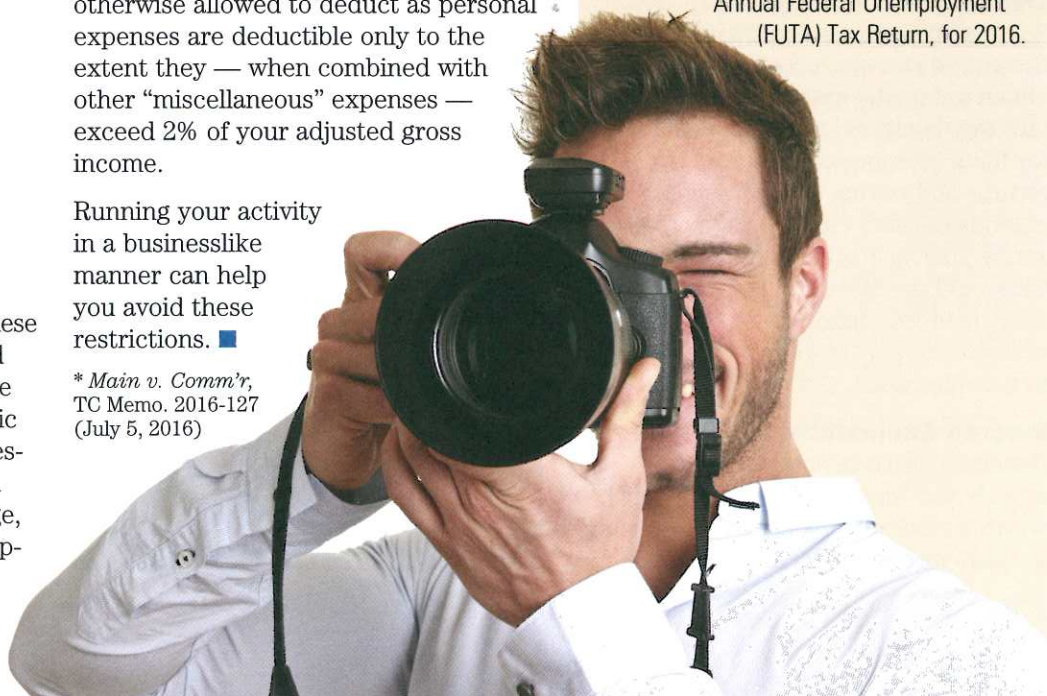 otherwise allowed to deduct as personal
expenses are deductible only to the
extent they — when combined with
other “miscellaneous” expenses —
exceed 2% of your adjusted gross
income.
Running your activity
in a businesslike
manner can help
you avoid these
restrictions. ■
* Main v. Comm'r,
TC Memo. 2016-127
(July 5, 2016)
Annual Federal Unemployment
(FUTA) Tax Return, for 2016.